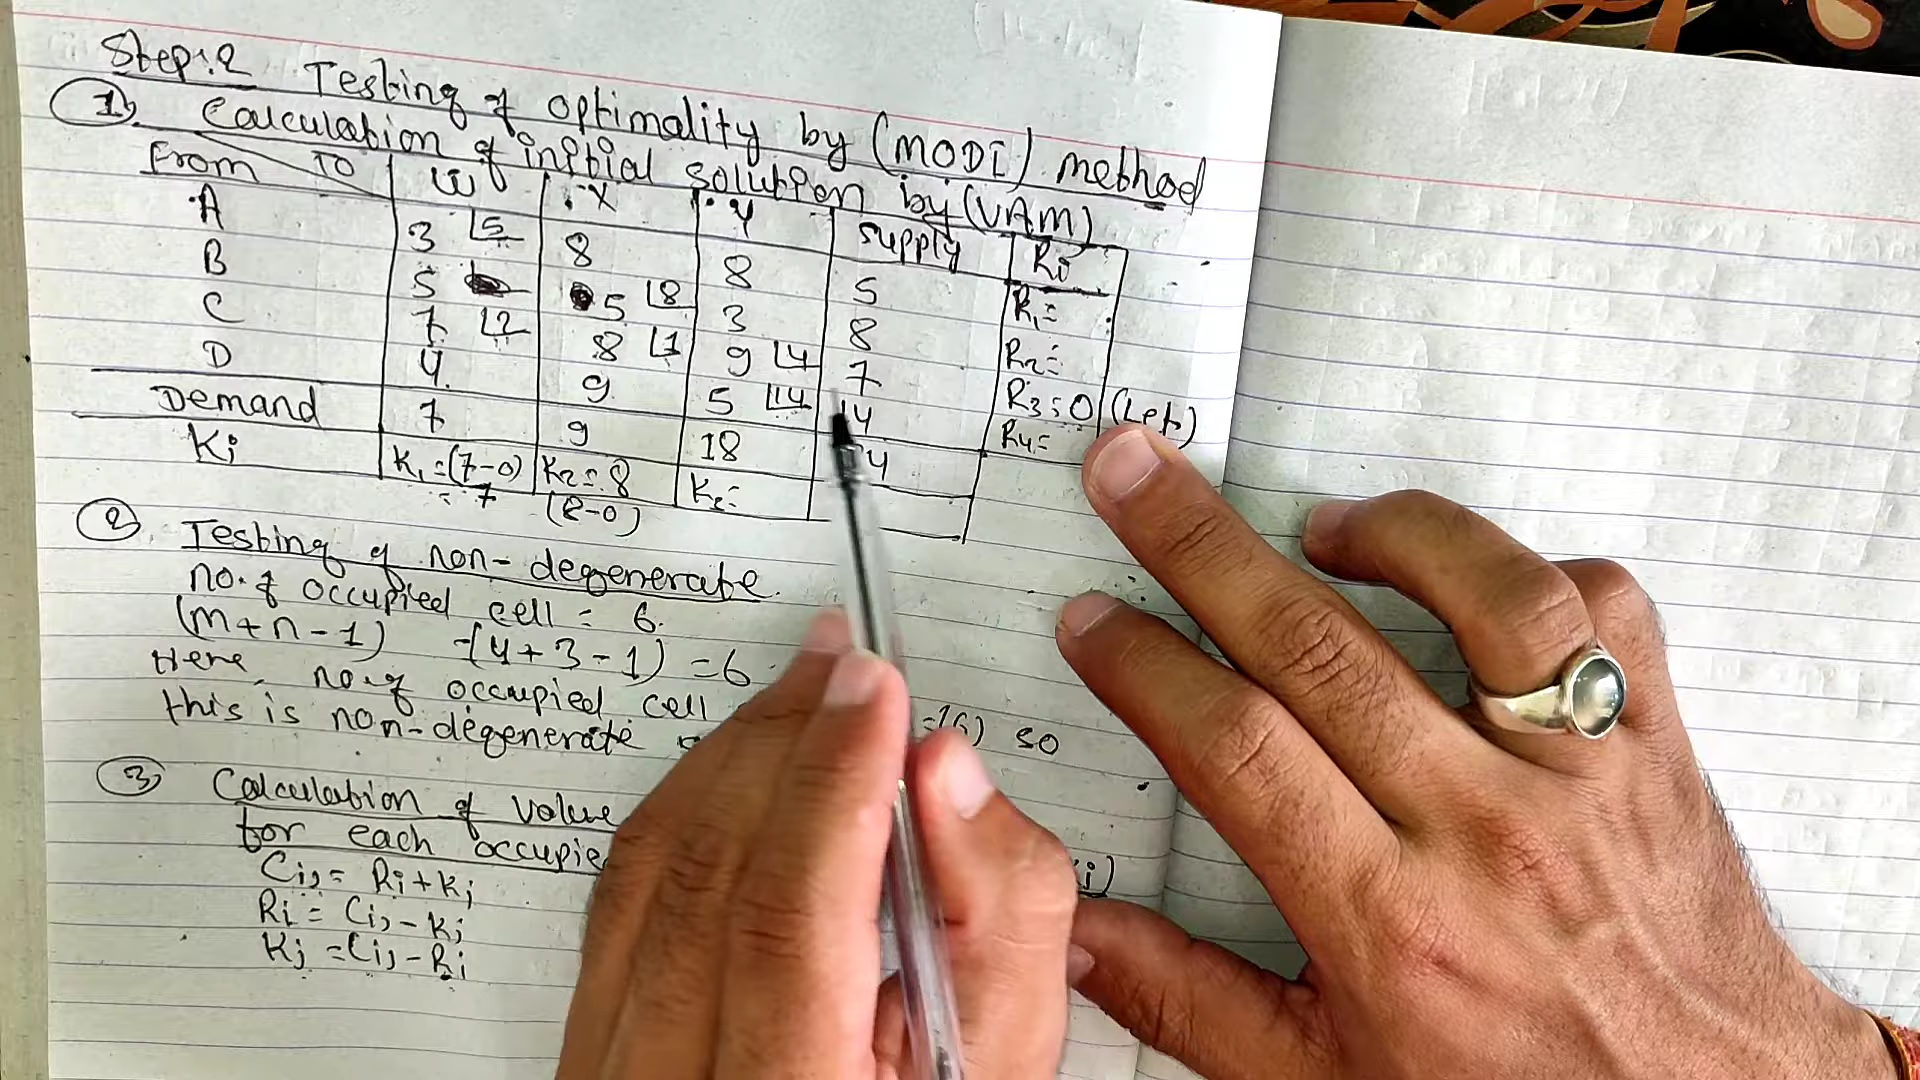 Step:2 Testing of optimality by (MODI) method
1) Calculation of initial solution by (VAM)
From TO W X Y Supply Ri
A 3 5 8 8 5 R1=
B 5 5 8 3 8 R2=
C 7 2 8 1 9 4 7 R3=0 (Let)
D 4 9 5 14 14 R4=
Demand 7 9 18
Kj K1=(7-0) K2=8 K3=
=7 (8-0)
2) Testing of non-degenerate.
no. of occupied cell = 6.
(m+n-1) -(4+3-1) =6
Here, no. of occupied cell so
this is non-degenerate
3) Calculation of value
for each
Cij = Ri+Kj
Ri = Cij - Kj
Kj = Cij - Ri